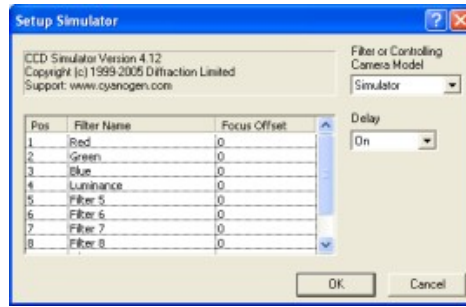 Setup Simulator
CCD Simulator Version 4.12
Copyright (c) 1999-2005 Diffraction Limited
Support: www.cyanogen.com
Filter or Controlling
Camera Model
Simulator
Delay
On
Pos Filter Name Focus Offset
1 Red 0
2 Green 0
3 Blue 0
4 Luminance 0
5 Filter 5 0
6 Filter 6 0
7 Filter 7 0
8 Filter 8 0
OK Cancel